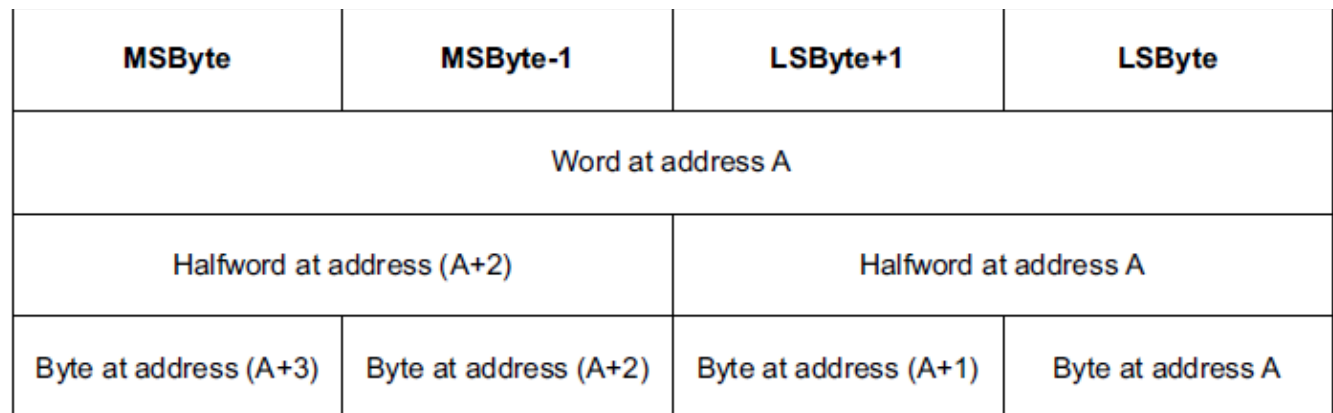 MSByte MSByte-1 LSByte+1 LSByte
Word at address A
Halfword at address (A+2) Halfword at address A
Byte at address (A+3) Byte at address (A+2) Byte at address (A+1) Byte at address A